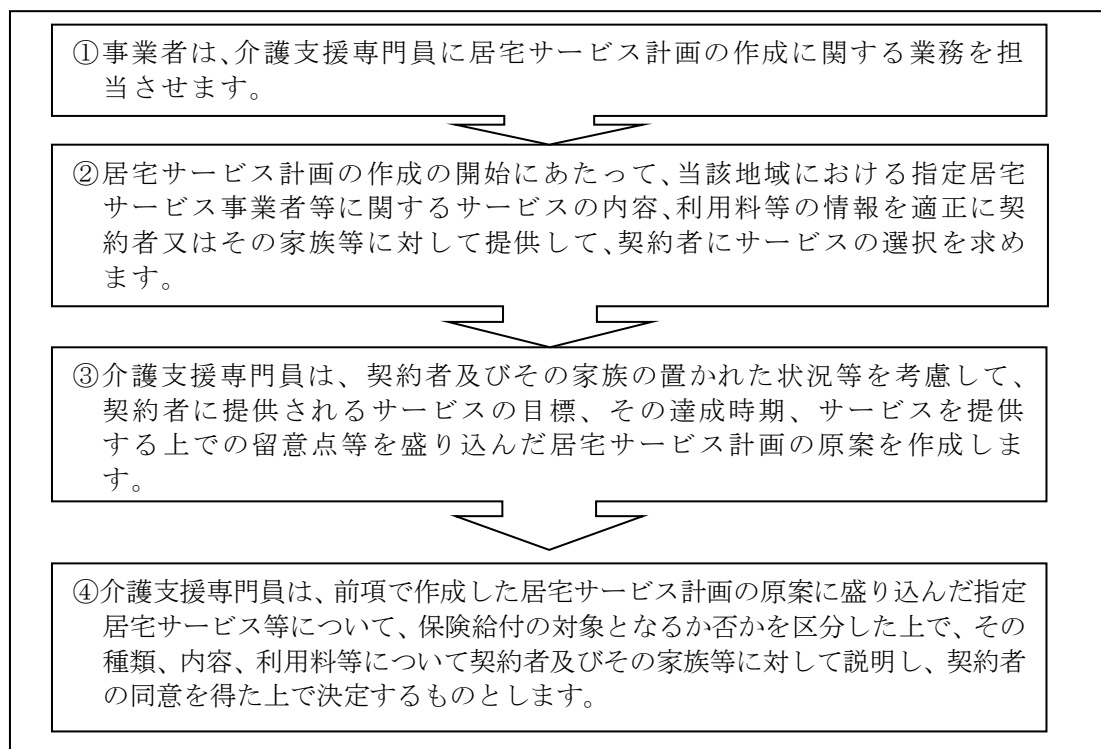 ①事業者は、介護支援専門員に居宅サービス計画の作成に関する業務を担
当させます。
②居宅サービス計画の作成の開始にあたって、当該地域における指定居宅
サービス事業者等に関するサービスの内容、利用料等の情報を適正に契
約者又はその家族等に対して提供して、契約者にサービスの選択を求め
ます。
③介護支援専門員は、契約者及びその家族の置かれた状況等を考慮して、
契約者に提供されるサービスの目標、その達成時期、サービスを提供
する上での留意点等を盛り込んだ居宅サービス計画の原案を作成しま
す。
④介護支援専門員は、前項で作成した居宅サービス計画の原案に盛り込んだ指定
居宅サービス等について、保険給付の対象となるか否かを区分した上で、その
種類、内容、利用料等について契約者及びその家族等に対して説明し、契約者
の同意を得た上で決定するものとします。